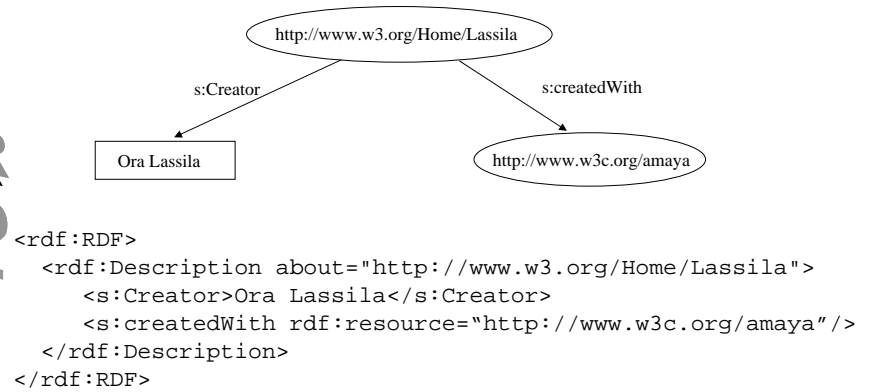 http://www.w3.org/Home/Lassila
s:Creator
s:createdWith
Ora Lassila
http://www.w3c.org/amaya
<rdf:RDF>
<rdf:Description about="http://www.w3.org/Home/Lassila">
<s:Creator>Ora Lassila</s:Creator>
<s:createdWith rdf:resource=“http://www.w3c.org/amaya”/>
</rdf:Description>
</rdf:RDF>